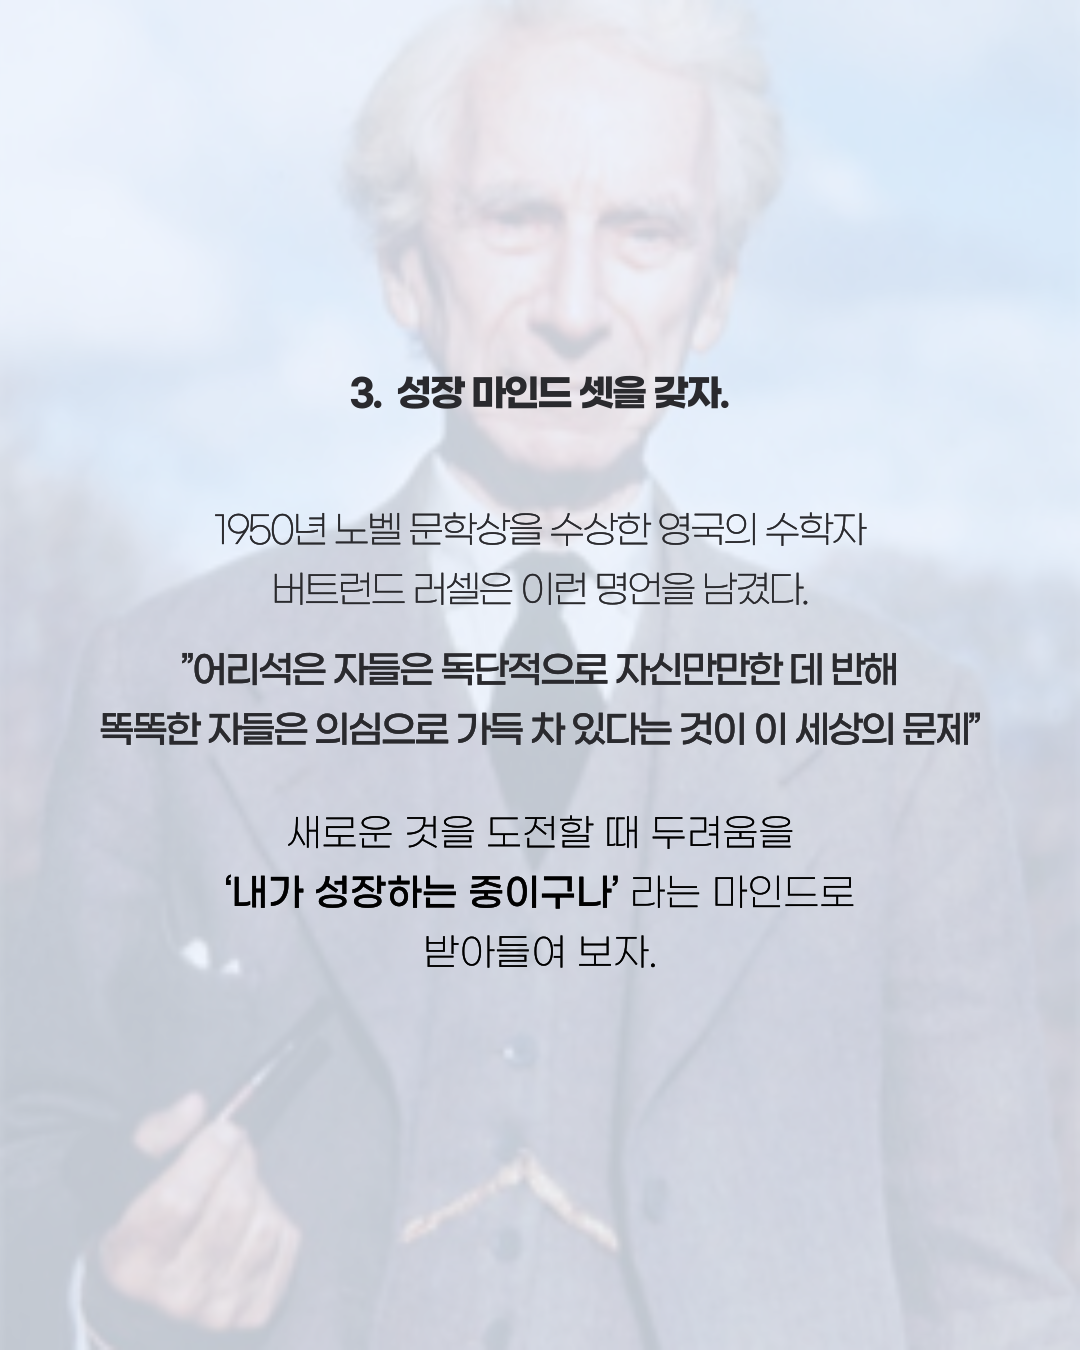 3. 성장 마인드 셋을 갖자.
1950년 노벨 문학상을 수상한 영국의 수학자
버트런드 러셀은 이런 명언을 남겼다.
”어리석은 자들은 독단적으로 자신만만한 데 반해
똑똑한 자들은 의심으로 가득 차 있다는 것이 이 세상의 문제”
새로운 것을 도전할 때 두려움을
‘내가 성장하는 중이구나’ 라는 마인드로
받아들여 보자.